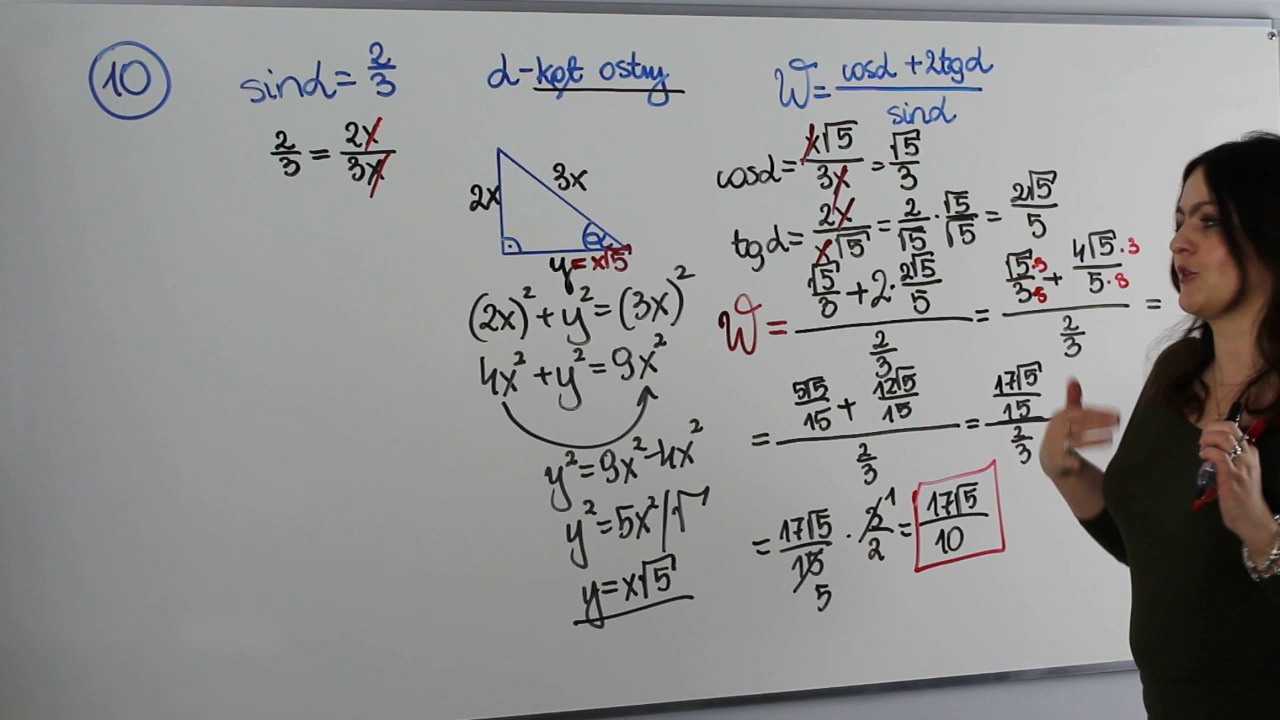 10
sinα = 2/3
α - kąt ostry
W = (cosα + 2tgα)/sinα
2/3 = 2x/3x
2x
3x
α
y = x√5
(2x)² + y² = (3x)²
4x² + y² = 9x²
y² = 9x² - 4x²
y² = 5x² /√
y = x√5
cosα = x√5/3x = √5/3
tgα = 2x/x√5 = 2/√5 · √5/√5 = 2√5/5
W = (√5/3 + 2 · 2√5/5)/(2/3) = (√5·5/3·5 + 4√5·3/5·3)/(2/3) =
= (5√5/15 + 12√5/15)/(2/3) = (17√5/15)/(2/3)
= 17√5/15 5 · 3 1/2 = 17√5/10